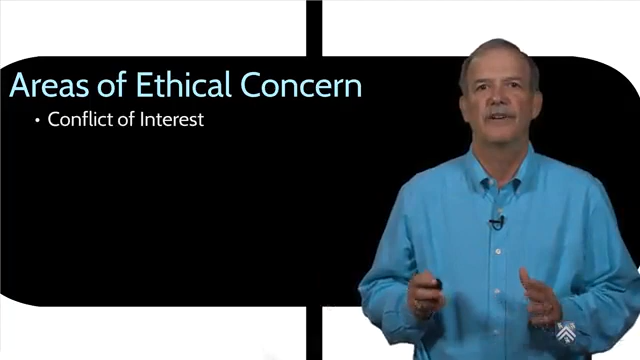 Areas of Ethical Concern
• Conflict of Interest